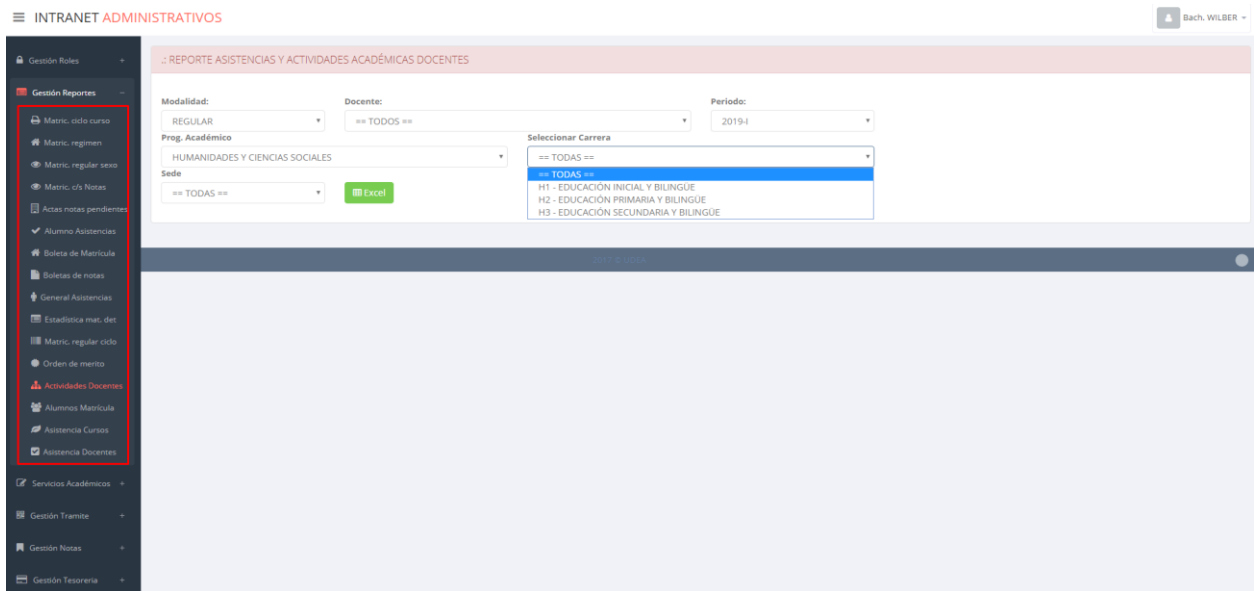 INTRANET ADMINISTRATIVOS
Bach. WILBER
Gestión Roles +
Gestión Reportes –
Matric. ciclo curso
Matric. regimen
Matric. regular sexo
Matric. c/s Notas
Actas notas pendientes
Alumno Asistencias
Boleta de Matrícula
Boletas de notas
General Asistencias
Estadística mat. det
Matric. regular ciclo
Orden de merito
Actividades Docentes
Alumnos Matrícula
Asistencia Cursos
Asistencia Docentes
Servicios Académicos +
Gestión Tramite +
Gestión Notas +
Gestión Tesoreria +
.: REPORTE ASISTENCIAS Y ACTIVIDADES ACADÉMICAS DOCENTES
Modalidad: Docente: Periodo:
REGULAR == TODOS == 2019-I
Prog. Académico Seleccionar Carrera
HUMANIDADES Y CIENCIAS SOCIALES == TODAS ==
Sede
== TODAS == Excel
== TODAS ==
H1 - EDUCACIÓN INICIAL Y BILINGÜE
H2 - EDUCACIÓN PRIMARIA Y BILINGÜE
H3 - EDUCACIÓN SECUNDARIA Y BILINGÜE